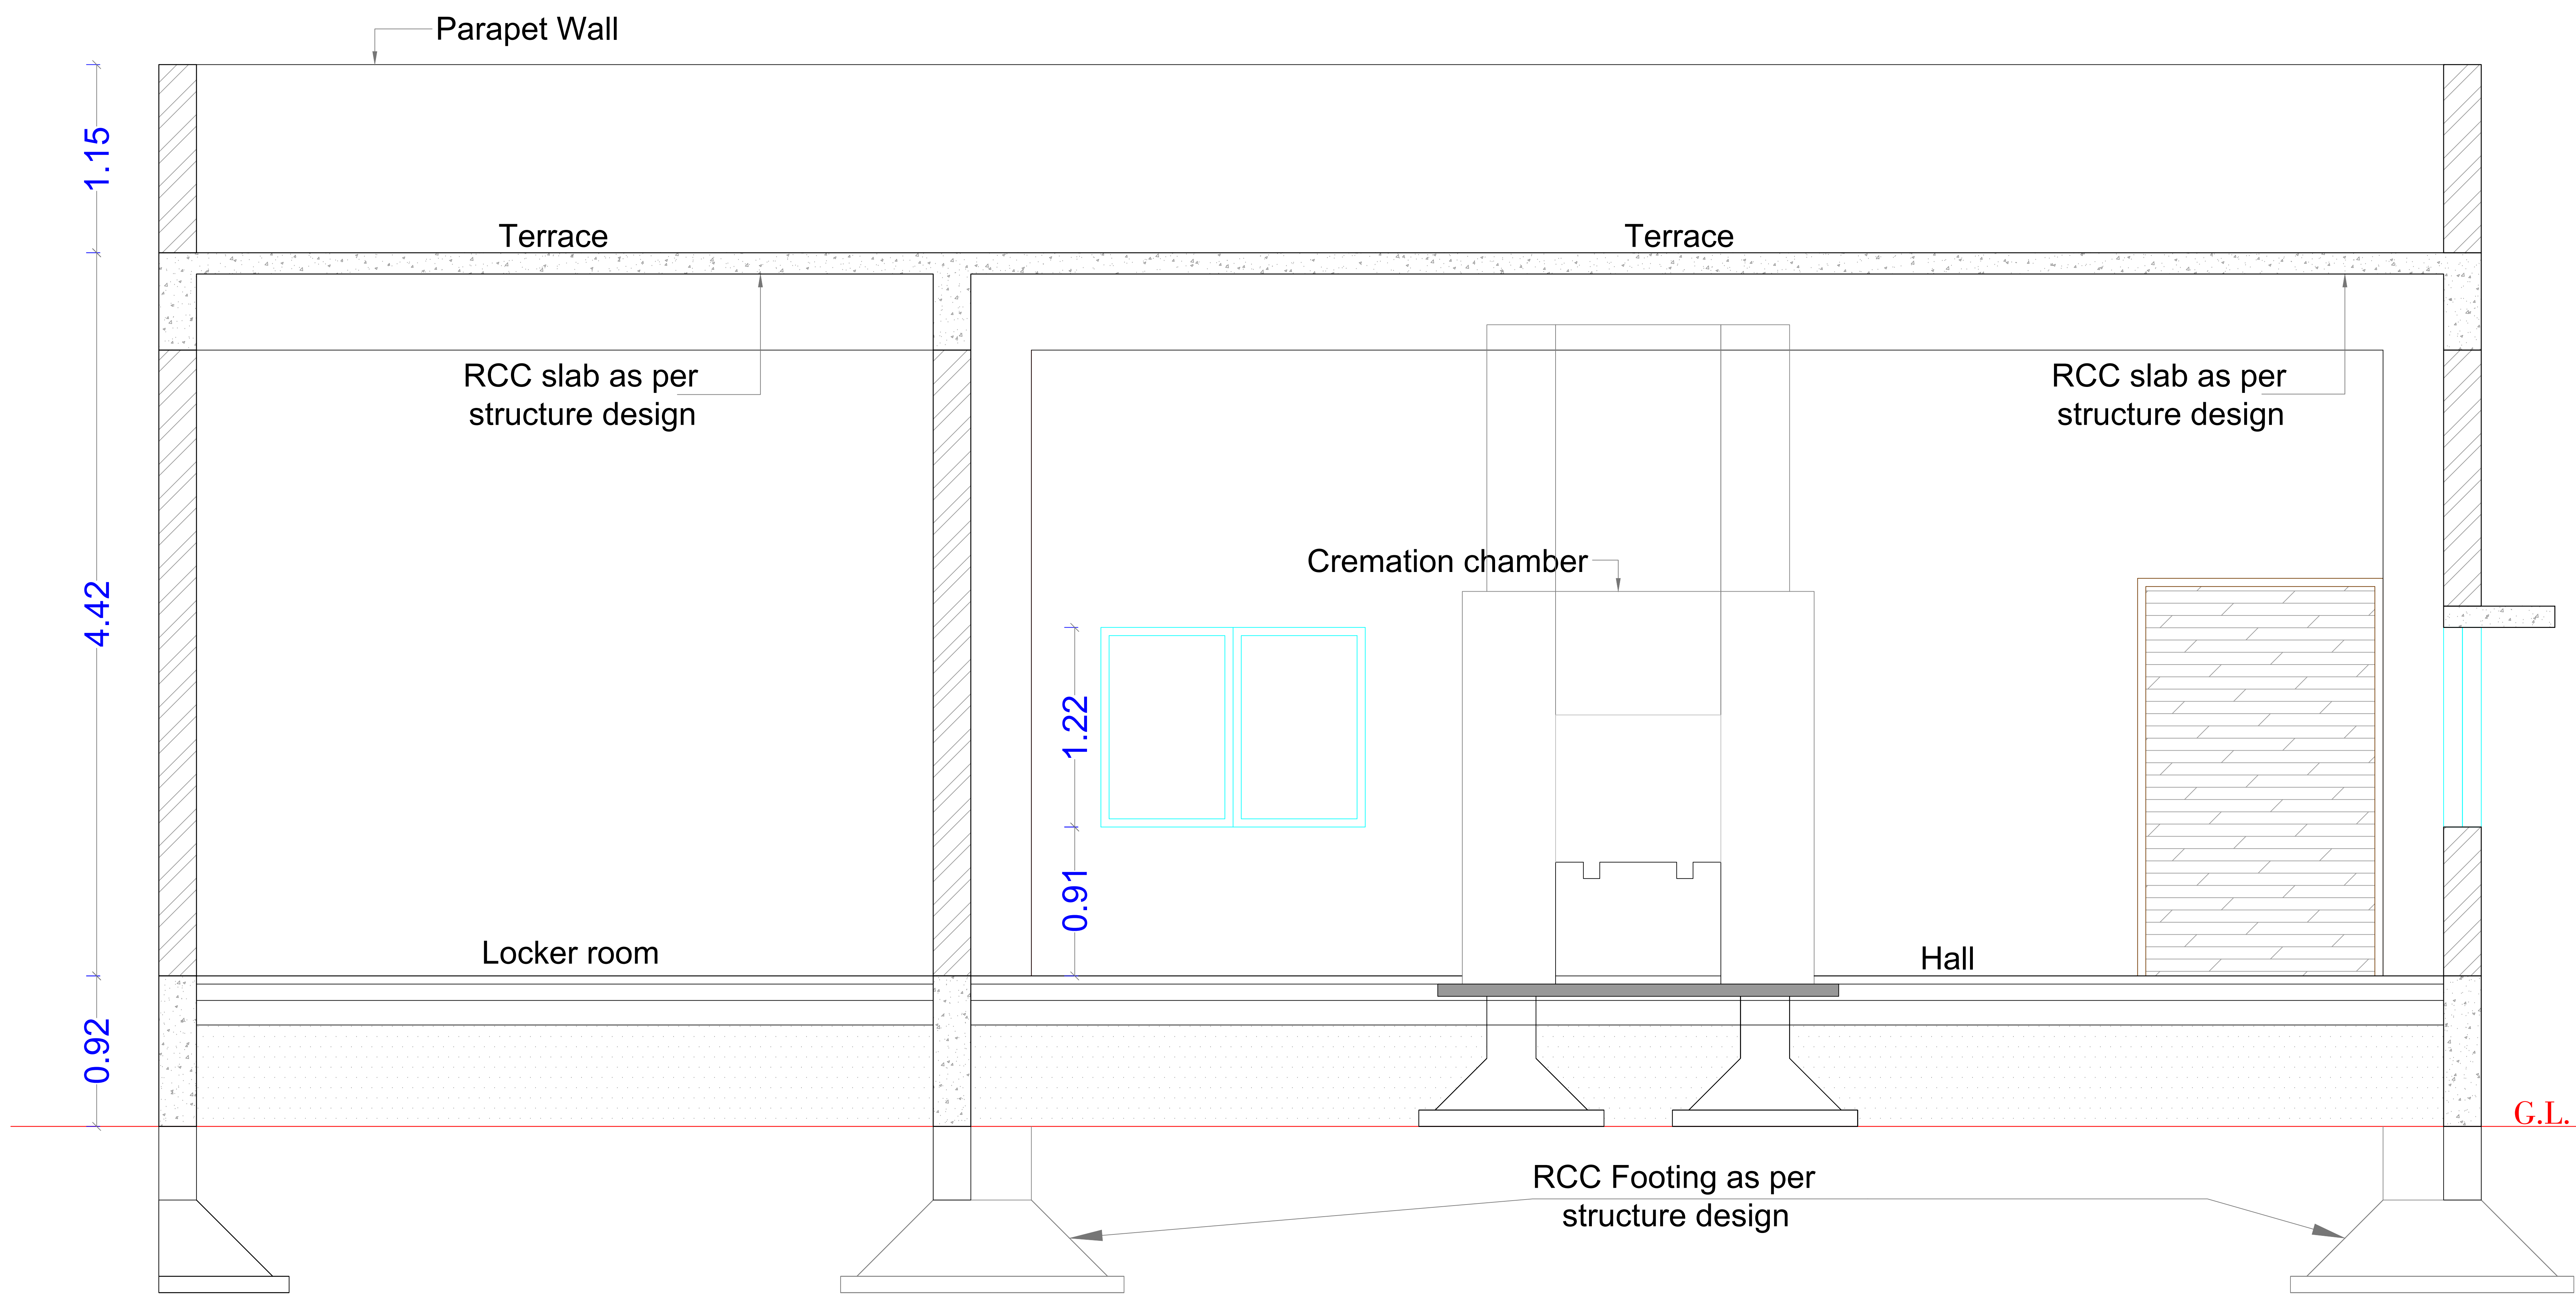 Parapet Wall
1.15
Terrace
Terrace
RCC slab as per
structure design
RCC slab as per
structure design
4.42
Cremation chamber
1.22
0.91
Locker room
Hall
0.92
G.L.
RCC Footing as per
structure design